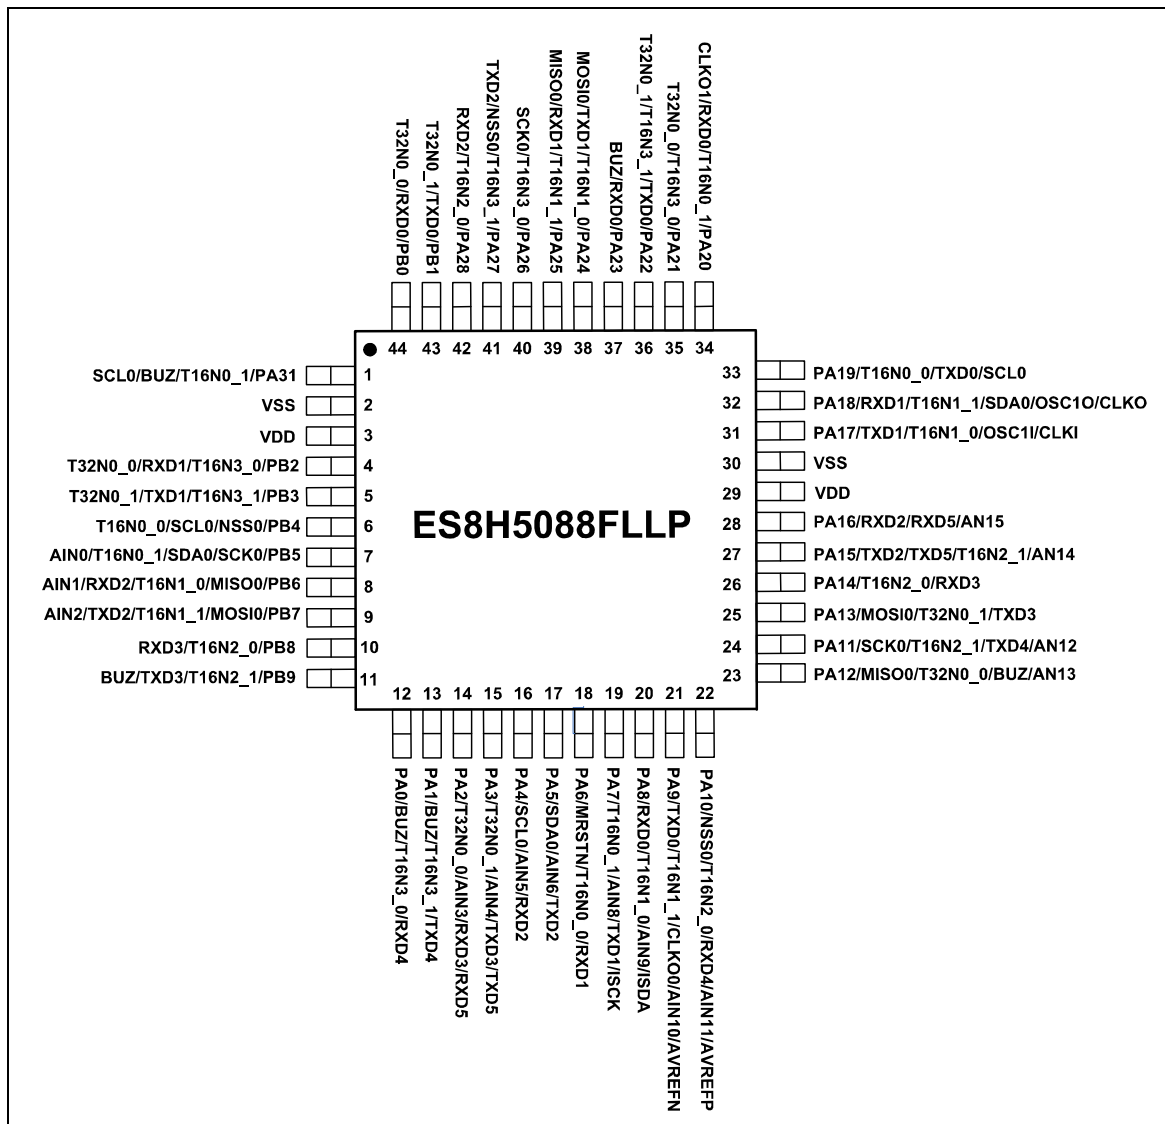 T32N0_0/RXD0/PB0
T32N0_1/TXD0/PB1
RXD2/T16N2_0/PA28
TXD2/NSS0/T16N3_1/PA27
SCK0/T16N3_0/PA26
MISO0/RXD1/T16N1_1/PA25
MOSI0/TXD1/T16N1_0/PA24
BUZ/RXD0/PA23
T32N0_1/T16N3_1/TXD0/PA22
T32N0_0/T16N3_0/PA21
CLKO1/RXD0/T16N0_1/PA20
44 43 42 41 40 39 38 37 36 35 34
SCL0/BUZ/T16N0_1/PA31 1
VSS 2
VDD 3
T32N0_0/RXD1/T16N3_0/PB2 4
T32N0_1/TXD1/T16N3_1/PB3 5
T16N0_0/SCL0/NSS0/PB4 6
AIN0/T16N0_1/SDA0/SCK0/PB5 7
AIN1/RXD2/T16N1_0/MISO0/PB6 8
AIN2/TXD2/T16N1_1/MOSI0/PB7 9
RXD3/T16N2_0/PB8 10
BUZ/TXD3/T16N2_1/PB9 11
ES8H5088FLLP
33 PA19/T16N0_0/TXD0/SCL0
32 PA18/RXD1/T16N1_1/SDA0/OSC1O/CLKO
31 PA17/TXD1/T16N1_0/OSC1I/CLKI
30 VSS
29 VDD
28 PA16/RXD2/RXD5/AN15
27 PA15/TXD2/TXD5/T16N2_1/AN14
26 PA14/T16N2_0/RXD3
25 PA13/MOSI0/T32N0_1/TXD3
24 PA11/SCK0/T16N2_1/TXD4/AN12
23 PA12/MISO0/T32N0_0/BUZ/AN13
12 13 14 15 16 17 18 19 20 21 22
PA0/BUZ/T16N3_0/RXD4
PA1/BUZ/T16N3_1/TXD4
PA2/T32N0_0/AIN3/RXD3/RXD5
PA3/T32N0_1/AIN4/TXD3/TXD5
PA4/SCL0/AIN5/RXD2
PA5/SDA0/AIN6/TXD2
PA6/MRSTN/T16N0_0/RXD1
PA7/T16N0_1/AIN8/TXD1/ISCK
PA8/RXD0/T16N1_0/AIN9/ISDA
PA9/TXD0/T16N1_1/CLKO0/AIN10/AVREFN
PA10/NSS0/T16N2_0/RXD4/AIN11/AVREFP